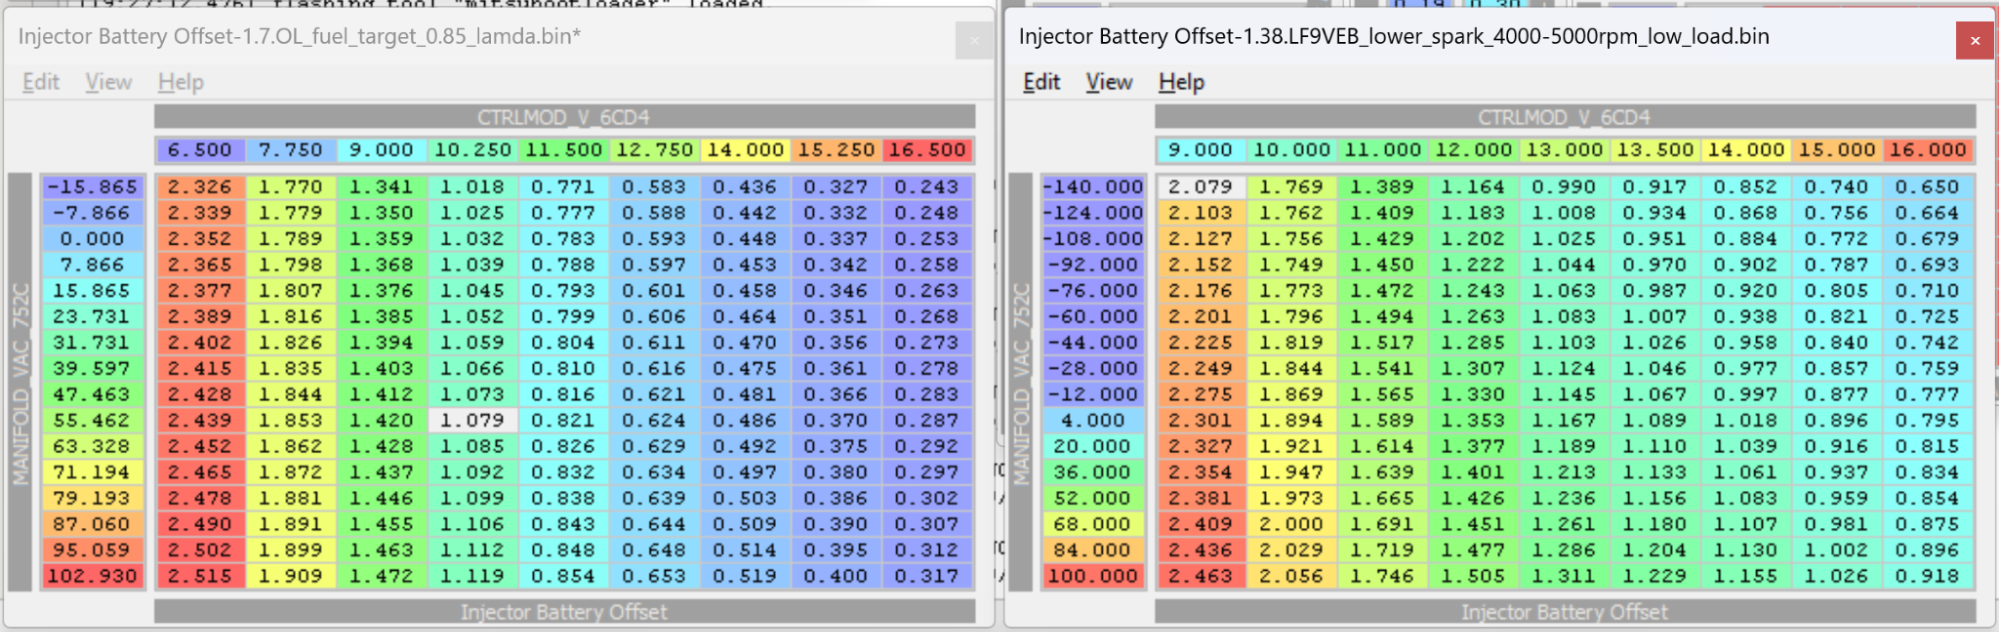 [19:27:12.476] flashing tool "mitsubootloader" loaded.
0.19 0.30
Injector Battery Offset-1.7.OL_fuel_target_0.85_lamda.bin*
Edit View Help
CTRLMOD_V_6CD4
6.500 7.750 9.000 10.250 11.500 12.750 14.000 15.250 16.500
MANIFOLD_VAC_752C
-15.865 2.326 1.770 1.341 1.018 0.771 0.583 0.436 0.327 0.243
-7.866 2.339 1.779 1.350 1.025 0.777 0.588 0.442 0.332 0.248
0.000 2.352 1.789 1.359 1.032 0.783 0.593 0.448 0.337 0.253
7.866 2.365 1.798 1.368 1.039 0.788 0.597 0.453 0.342 0.258
15.865 2.377 1.807 1.376 1.045 0.793 0.601 0.458 0.346 0.263
23.731 2.389 1.816 1.385 1.052 0.799 0.606 0.464 0.351 0.268
31.731 2.402 1.826 1.394 1.059 0.804 0.611 0.470 0.356 0.273
39.597 2.415 1.835 1.403 1.066 0.810 0.616 0.475 0.361 0.278
47.463 2.428 1.844 1.412 1.073 0.816 0.621 0.481 0.366 0.283
55.462 2.439 1.853 1.420 1.079 0.821 0.624 0.486 0.370 0.287
63.328 2.452 1.862 1.428 1.085 0.826 0.629 0.492 0.375 0.292
71.194 2.465 1.872 1.437 1.092 0.832 0.634 0.497 0.380 0.297
79.193 2.478 1.881 1.446 1.099 0.838 0.639 0.503 0.386 0.302
87.060 2.490 1.891 1.455 1.106 0.843 0.644 0.509 0.390 0.307
95.059 2.502 1.899 1.463 1.112 0.848 0.648 0.514 0.395 0.312
102.930 2.515 1.909 1.472 1.119 0.854 0.653 0.519 0.400 0.317
Injector Battery Offset
Injector Battery Offset-1.38.LF9VEB_lower_spark_4000-5000rpm_low_load.bin
Edit View Help
CTRLMOD_V_6CD4
9.000 10.000 11.000 12.000 13.000 13.500 14.000 15.000 16.000
MANIFOLD_VAC_752C
-140.000 2.079 1.769 1.389 1.164 0.990 0.917 0.852 0.740 0.650
-124.000 2.103 1.762 1.409 1.183 1.008 0.934 0.868 0.756 0.664
-108.000 2.127 1.756 1.429 1.202 1.025 0.951 0.884 0.772 0.679
-92.000 2.152 1.749 1.450 1.222 1.044 0.970 0.902 0.787 0.693
-76.000 2.176 1.773 1.472 1.243 1.063 0.987 0.920 0.805 0.710
-60.000 2.201 1.796 1.494 1.263 1.083 1.007 0.938 0.821 0.725
-44.000 2.225 1.819 1.517 1.285 1.103 1.026 0.958 0.840 0.742
-28.000 2.249 1.844 1.541 1.307 1.124 1.046 0.977 0.857 0.759
-12.000 2.275 1.869 1.565 1.330 1.145 1.067 0.997 0.877 0.777
4.000 2.301 1.894 1.589 1.353 1.167 1.089 1.018 0.896 0.795
20.000 2.327 1.921 1.614 1.377 1.189 1.110 1.039 0.916 0.815
36.000 2.354 1.947 1.639 1.401 1.213 1.133 1.061 0.937 0.834
52.000 2.381 1.973 1.665 1.426 1.236 1.156 1.083 0.959 0.854
68.000 2.409 2.000 1.691 1.451 1.261 1.180 1.107 0.981 0.875
84.000 2.436 2.029 1.719 1.477 1.286 1.204 1.130 1.002 0.896
100.000 2.463 2.056 1.746 1.505 1.311 1.229 1.155 1.026 0.918
Injector Battery Offset